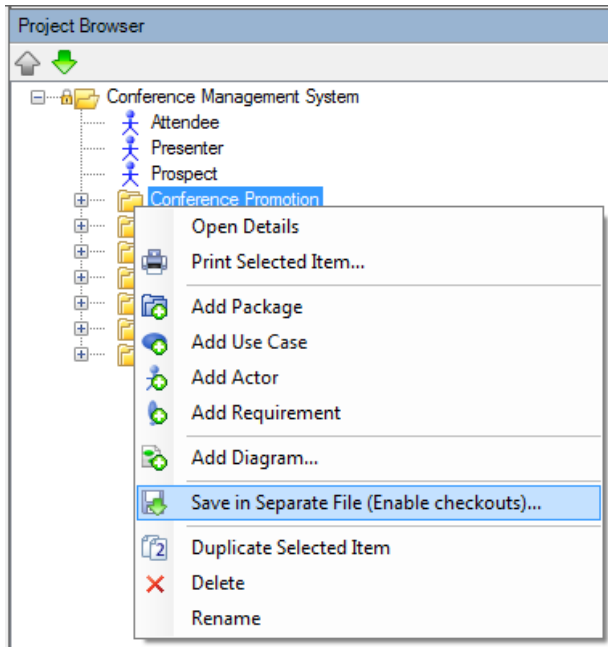 Project Browser
Conference Management System
Attendee
Presenter
Prospect
Conference Promotion
Open Details
Print Selected Item...
Add Package
Add Use Case
Add Actor
Add Requirement
Add Diagram...
Save in Separate File (Enable checkouts)...
Duplicate Selected Item
Delete
Rename